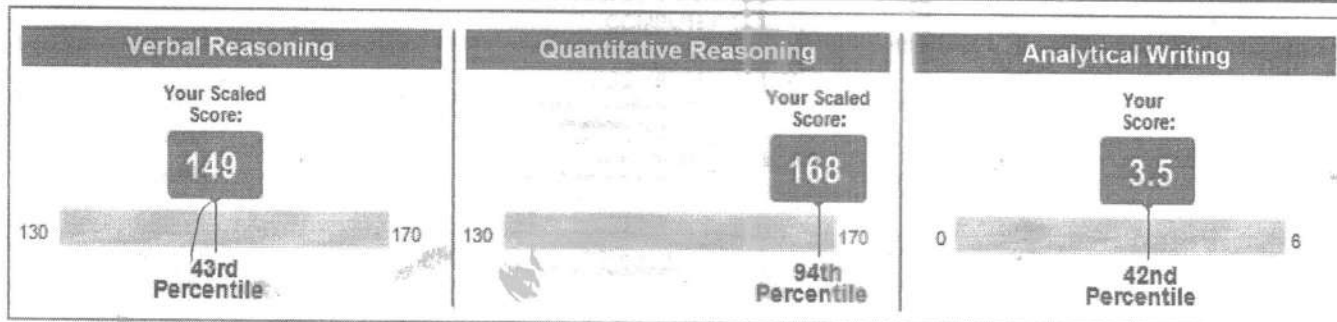 Verbal Reasoning
Your Scaled
Score:
149
130
170
43rd
Percentile
Quantitative Reasoning
Your Scaled
Score:
168
130
170
94th
Percentile
Analytical Writing
Your
Score:
3.5
0
6
42nd
Percentile